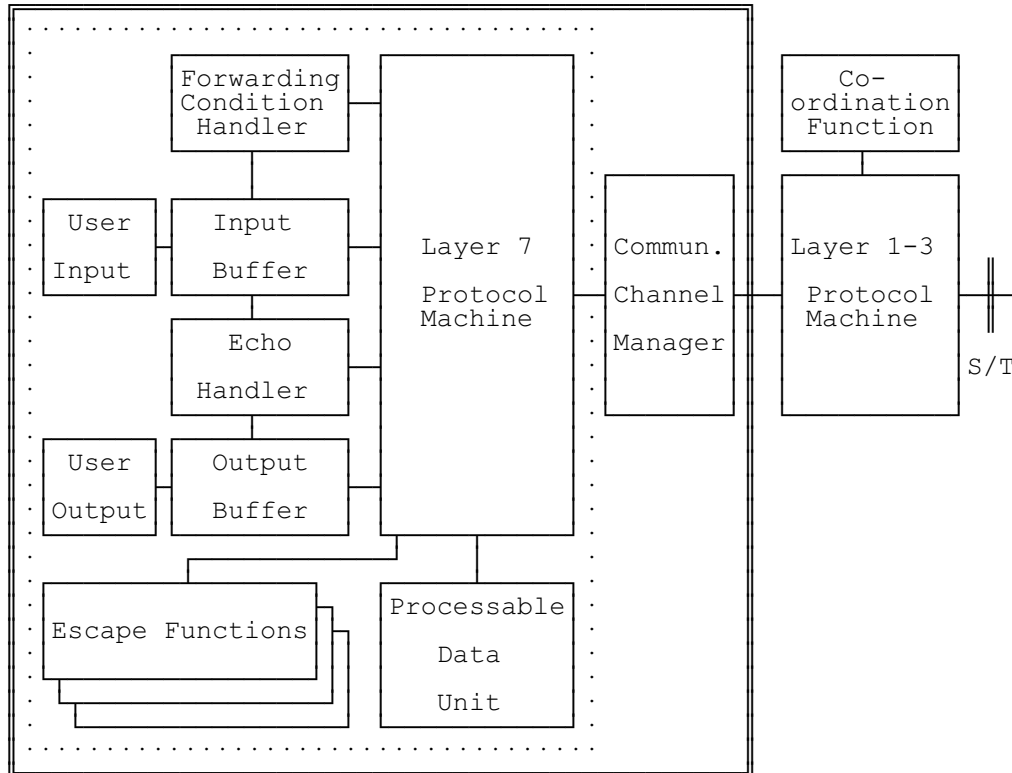 Forwarding
Condition
Handler
Co-
ordination
Function
User
Input
Input
Buffer
Layer 7
Protocol
Machine
Commun.
Channel
Manager
Layer 1-3
Protocol
Machine
S/T
Echo
Handler
User
Output
Output
Buffer
Escape Functions
Processable
Data
Unit